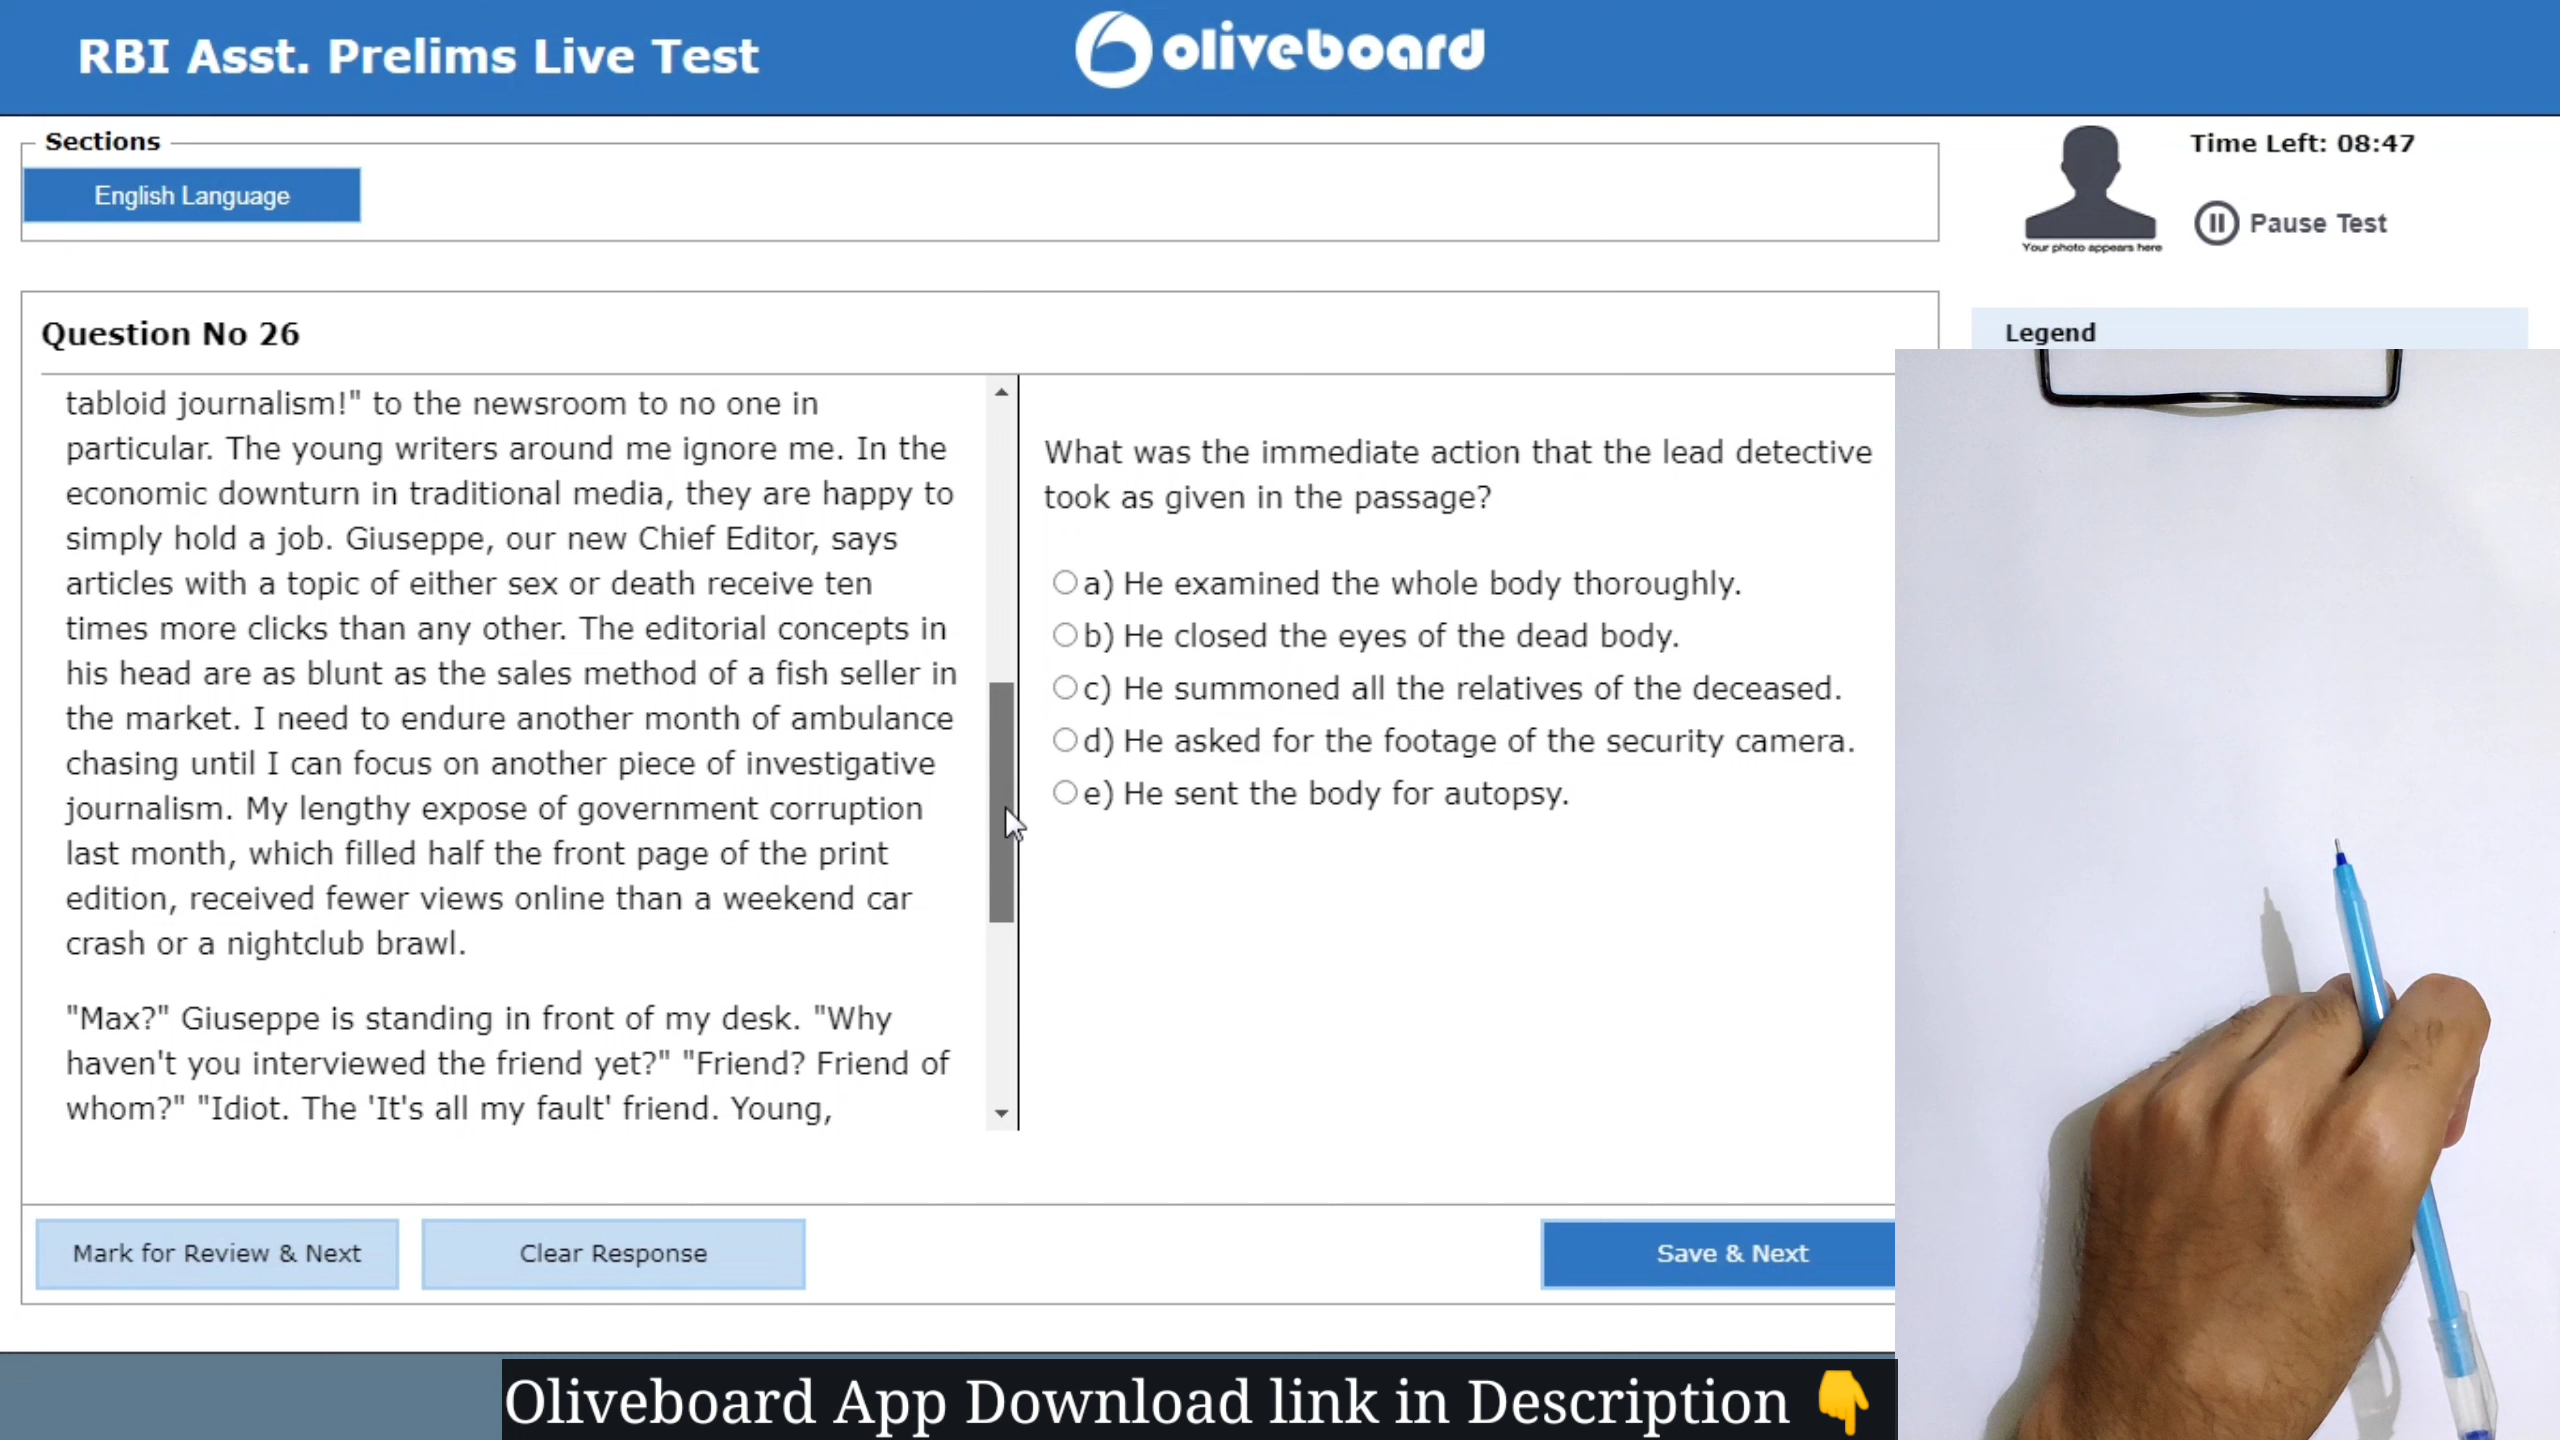 RBI Asst. Prelims Live Test
oliveboard
Sections
English Language
Time Left: 08:47
Pause Test
Your photo appears here
Question No 26
Legend
tabloid journalism!" to the newsroom to no one in
particular. The young writers around me ignore me. In the
economic downturn in traditional media, they are happy to
simply hold a job. Giuseppe, our new Chief Editor, says
articles with a topic of either sex or death receive ten
times more clicks than any other. The editorial concepts in
his head are as blunt as the sales method of a fish seller in
the market. I need to endure another month of ambulance
chasing until I can focus on another piece of investigative
journalism. My lengthy expose of government corruption
last month, which filled half the front page of the print
edition, received fewer views online than a weekend car
crash or a nightclub brawl.
"Max?" Giuseppe is standing in front of my desk. "Why
haven't you interviewed the friend yet?" "Friend? Friend of
whom?" "Idiot. The 'It's all my fault' friend. Young,
What was the immediate action that the lead detective
took as given in the passage?
a) He examined the whole body thoroughly.
b) He closed the eyes of the dead body.
c) He summoned all the relatives of the deceased.
d) He asked for the footage of the security camera.
e) He sent the body for autopsy.
Mark for Review & Next
Clear Response
Save & Next
Oliveboard App Download link in Description 👇